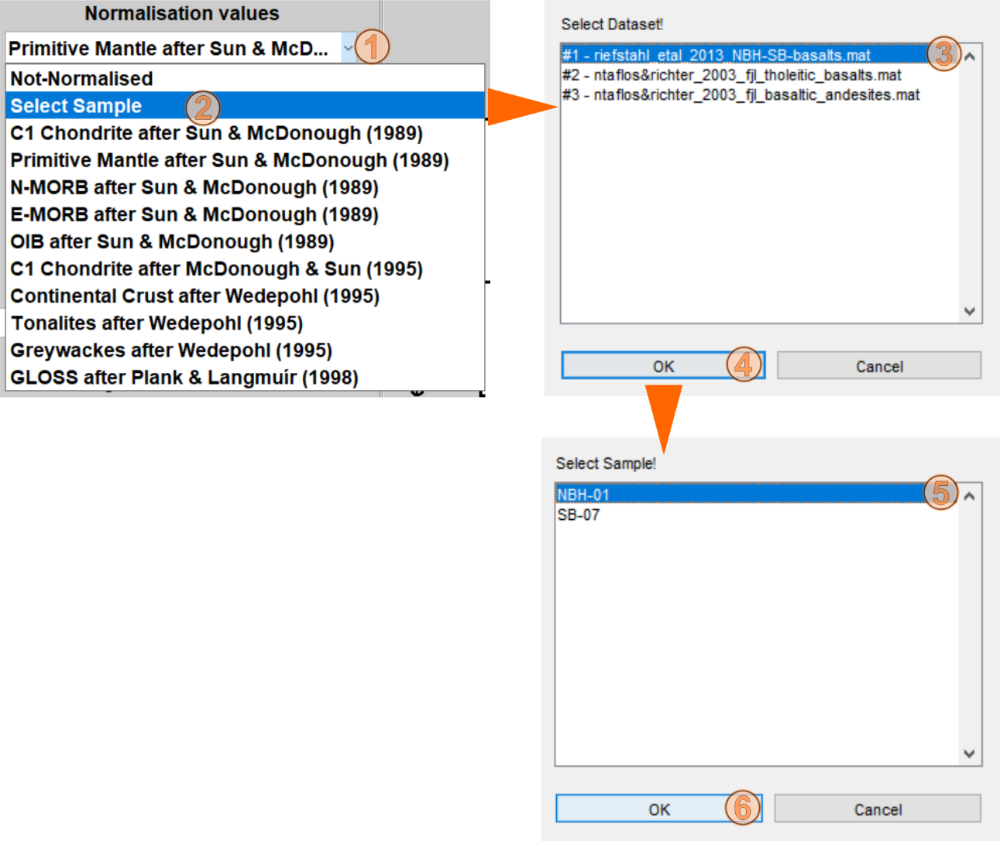 Normalisation values
Primitive Mantle after Sun & McD... 1
Not-Normalised
Select Sample 2
C1 Chondrite after Sun & McDonough (1989)
Primitive Mantle after Sun & McDonough (1989)
N-MORB after Sun & McDonough (1989)
E-MORB after Sun & McDonough (1989)
OIB after Sun & McDonough (1989)
C1 Chondrite after McDonough & Sun (1995)
Continental Crust after Wedepohl (1995)
Tonalites after Wedepohl (1995)
Greywackes after Wedepohl (1995)
GLOSS after Plank & Langmuír (1998)
Select Dataset!
#1 - riefstahl_etal_2013_NBH-SB-basalts.mat 3
#2 - ntaflos&richter_2003_fjl_tholeitic_basalts.mat
#3 - ntaflos&richter_2003_fjl_basaltic_andesites.mat
OK 4 Cancel
Select Sample!
NBH-01 5
SB-07
OK 6 Cancel